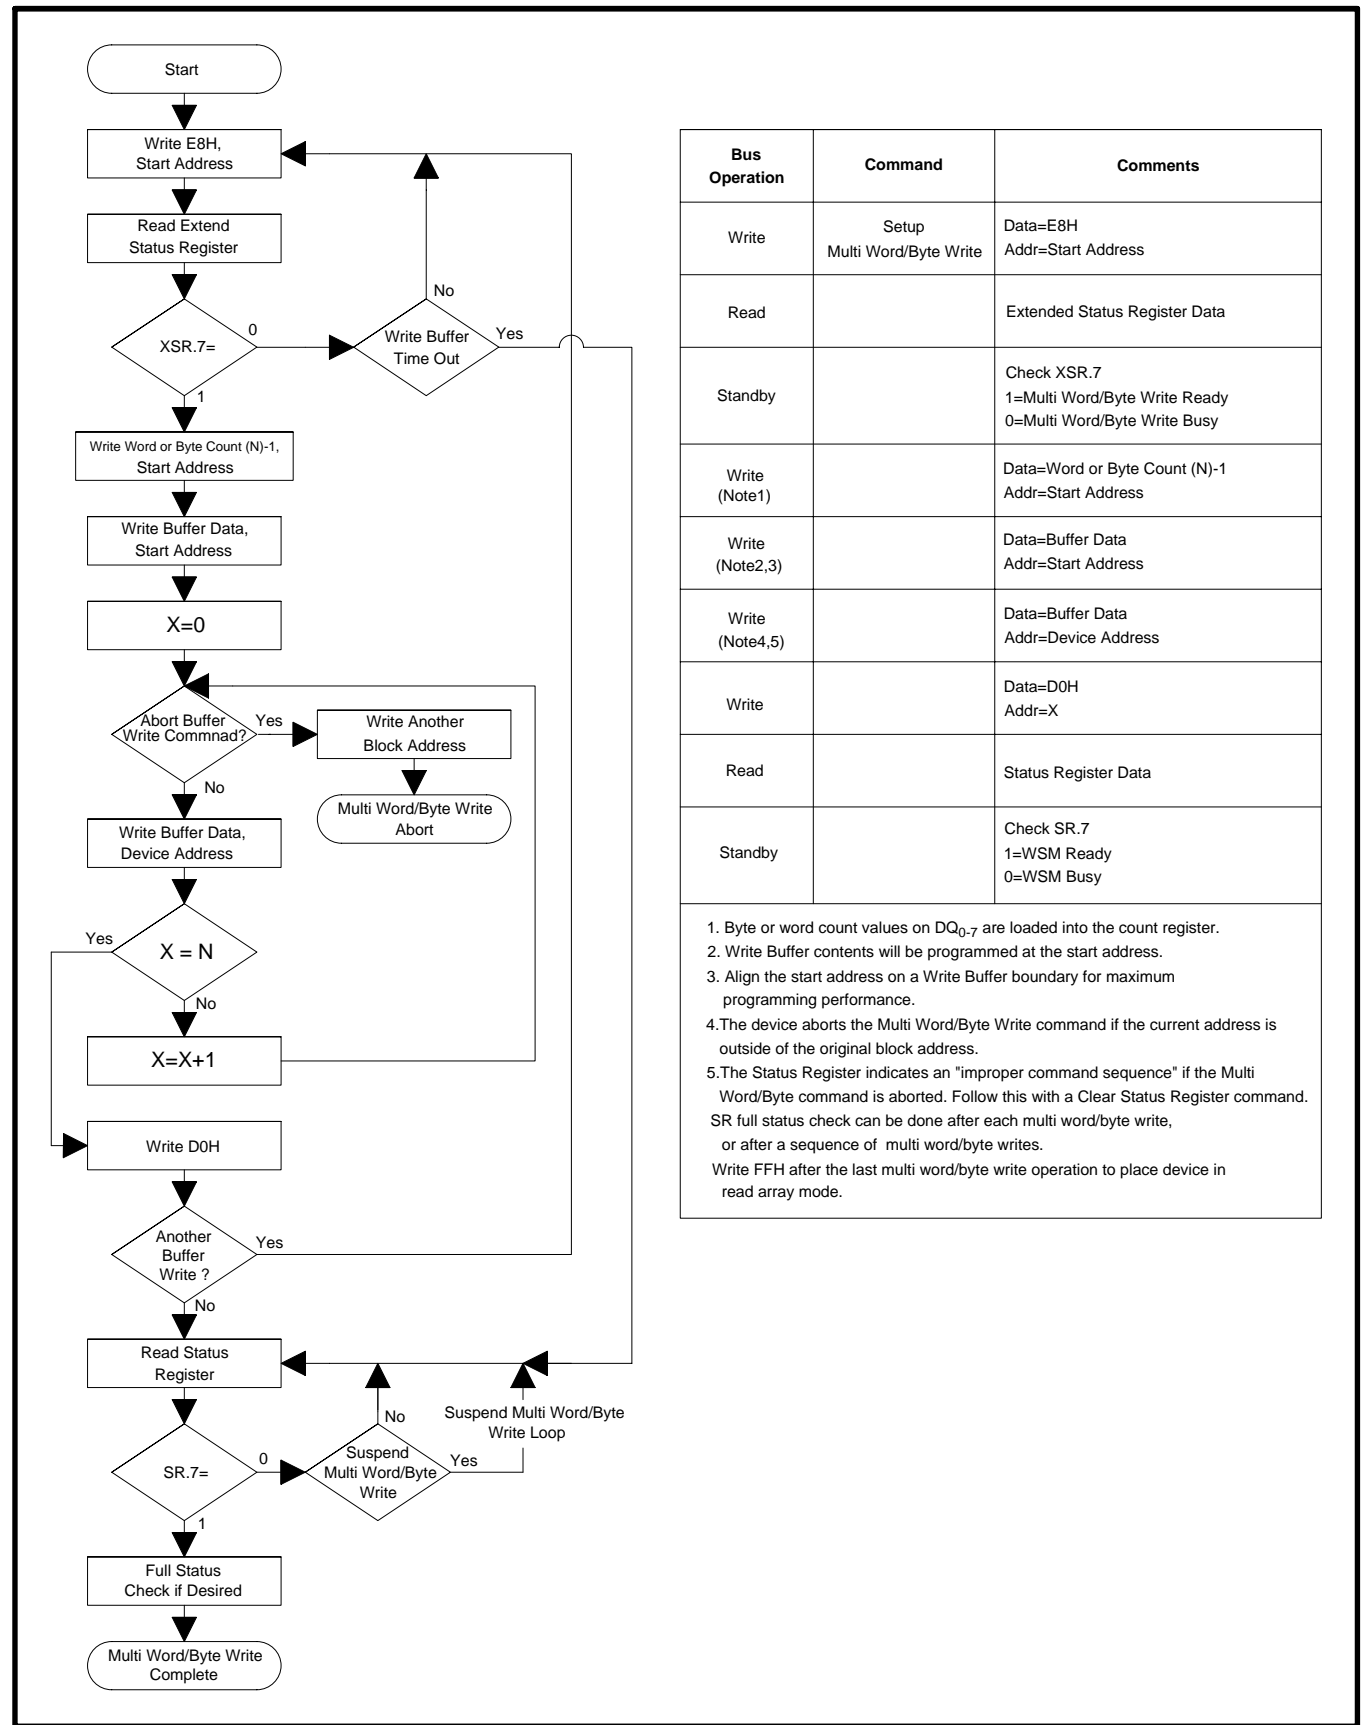 Start
Write E8H,
Start Address
Read Extend
Status Register
No
XSR.7=
0
Write Buffer
Time Out
Yes
1
Write Word or Byte Count (N)-1,
Start Address
Write Buffer Data,
Start Address
X=0
Abort Buffer
Write Commnad?
Yes
Write Another
Block Address
No
Multi Word/Byte Write
Abort
Write Buffer Data,
Device Address
Yes
X = N
No
X=X+1
Write D0H
Another
Buffer
Write ?
Yes
No
Read Status
Register
No
Suspend Multi Word/Byte
Write Loop
SR.7=
0
Suspend
Multi Word/Byte
Write
Yes
1
Full Status
Check if Desired
Multi Word/Byte Write
Complete
Bus
Operation
Command
Comments
Write
Setup
Multi Word/Byte Write
Data=E8H
Addr=Start Address
Read
Extended Status Register Data
Standby
Check XSR.7
1=Multi Word/Byte Write Ready
0=Multi Word/Byte Write Busy
Write
(Note1)
Data=Word or Byte Count (N)-1
Addr=Start Address
Write
(Note2,3)
Data=Buffer Data
Addr=Start Address
Write
(Note4,5)
Data=Buffer Data
Addr=Device Address
Write
Data=D0H
Addr=X
Read
Status Register Data
Standby
Check SR.7
1=WSM Ready
0=WSM Busy
1. Byte or word count values on DQ0-7 are loaded into the count register.
2. Write Buffer contents will be programmed at the start address.
3. Align the start address on a Write Buffer boundary for maximum
programming performance.
4.The device aborts the Multi Word/Byte Write command if the current address is
outside of the original block address.
5.The Status Register indicates an "improper command sequence" if the Multi
Word/Byte command is aborted. Follow this with a Clear Status Register command.
SR full status check can be done after each multi word/byte write,
or after a sequence of multi word/byte writes.
Write FFH after the last multi word/byte write operation to place device in
read array mode.